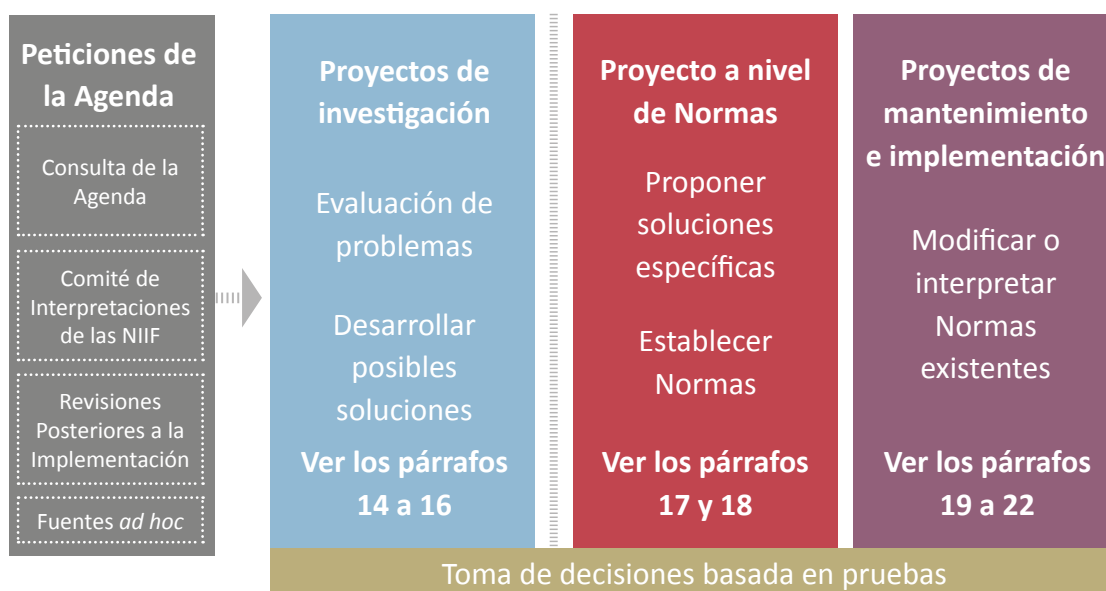 Peticiones de
la Agenda
Consulta de la
Agenda
Comité de
Interpretaciones
de las NIIF
Revisiones
Posteriores a la
Implementación
Fuentes ad hoc
Proyectos de
investigación
Evaluación de
problemas
Desarrollar
posibles
soluciones
Ver los párrafos
14 a 16
Proyecto a nivel
de Normas
Proponer
soluciones
específicas
Establecer
Normas
Ver los párrafos
17 y 18
Proyectos de
mantenimiento
e implementación
Modificar o
interpretar
Normas
existentes
Ver los párrafos
19 a 22
Toma de decisiones basada en pruebas